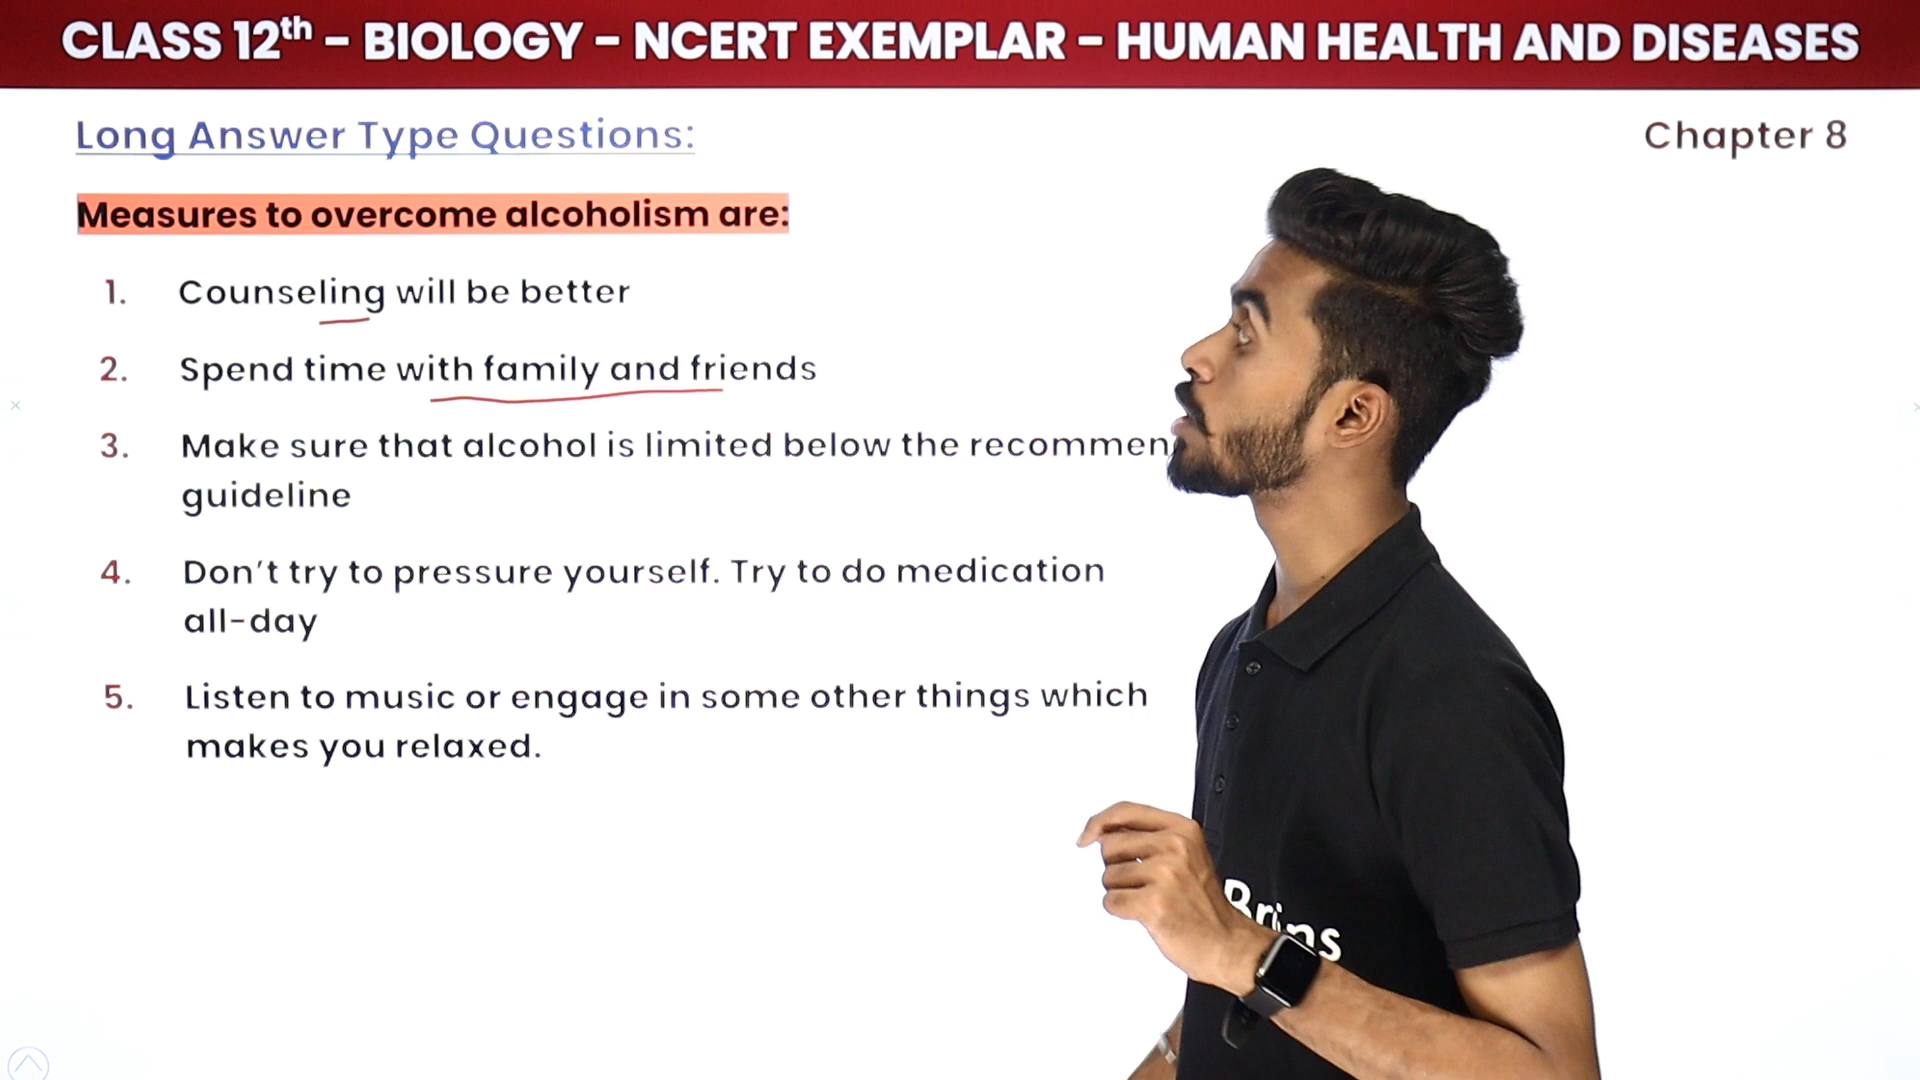 CLASS 12th - BIOLOGY - NCERT EXEMPLAR - HUMAN HEALTH AND DISEASES
Long Answer Type Questions:
Chapter 8
Measures to overcome alcoholism are:
1. Counseling will be better
2. Spend time with family and friends
3. Make sure that alcohol is limited below the recommen
guideline
4. Don't try to pressure yourself. Try to do medication
all-day
5. Listen to music or engage in some other things which
makes you relaxed.